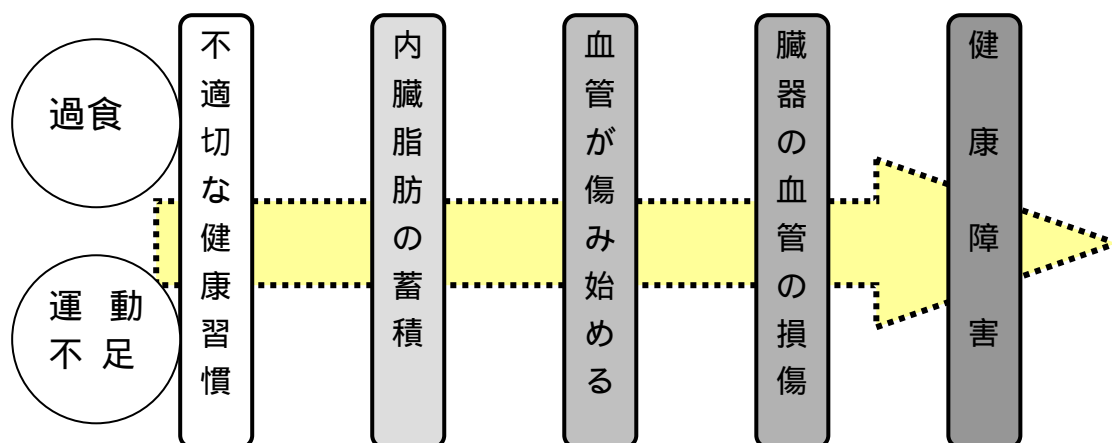 過食
運動
不足
不適切な健康習慣
内臓脂肪の蓄積
血管が傷み始める
臓器の血管の損傷
健康障害